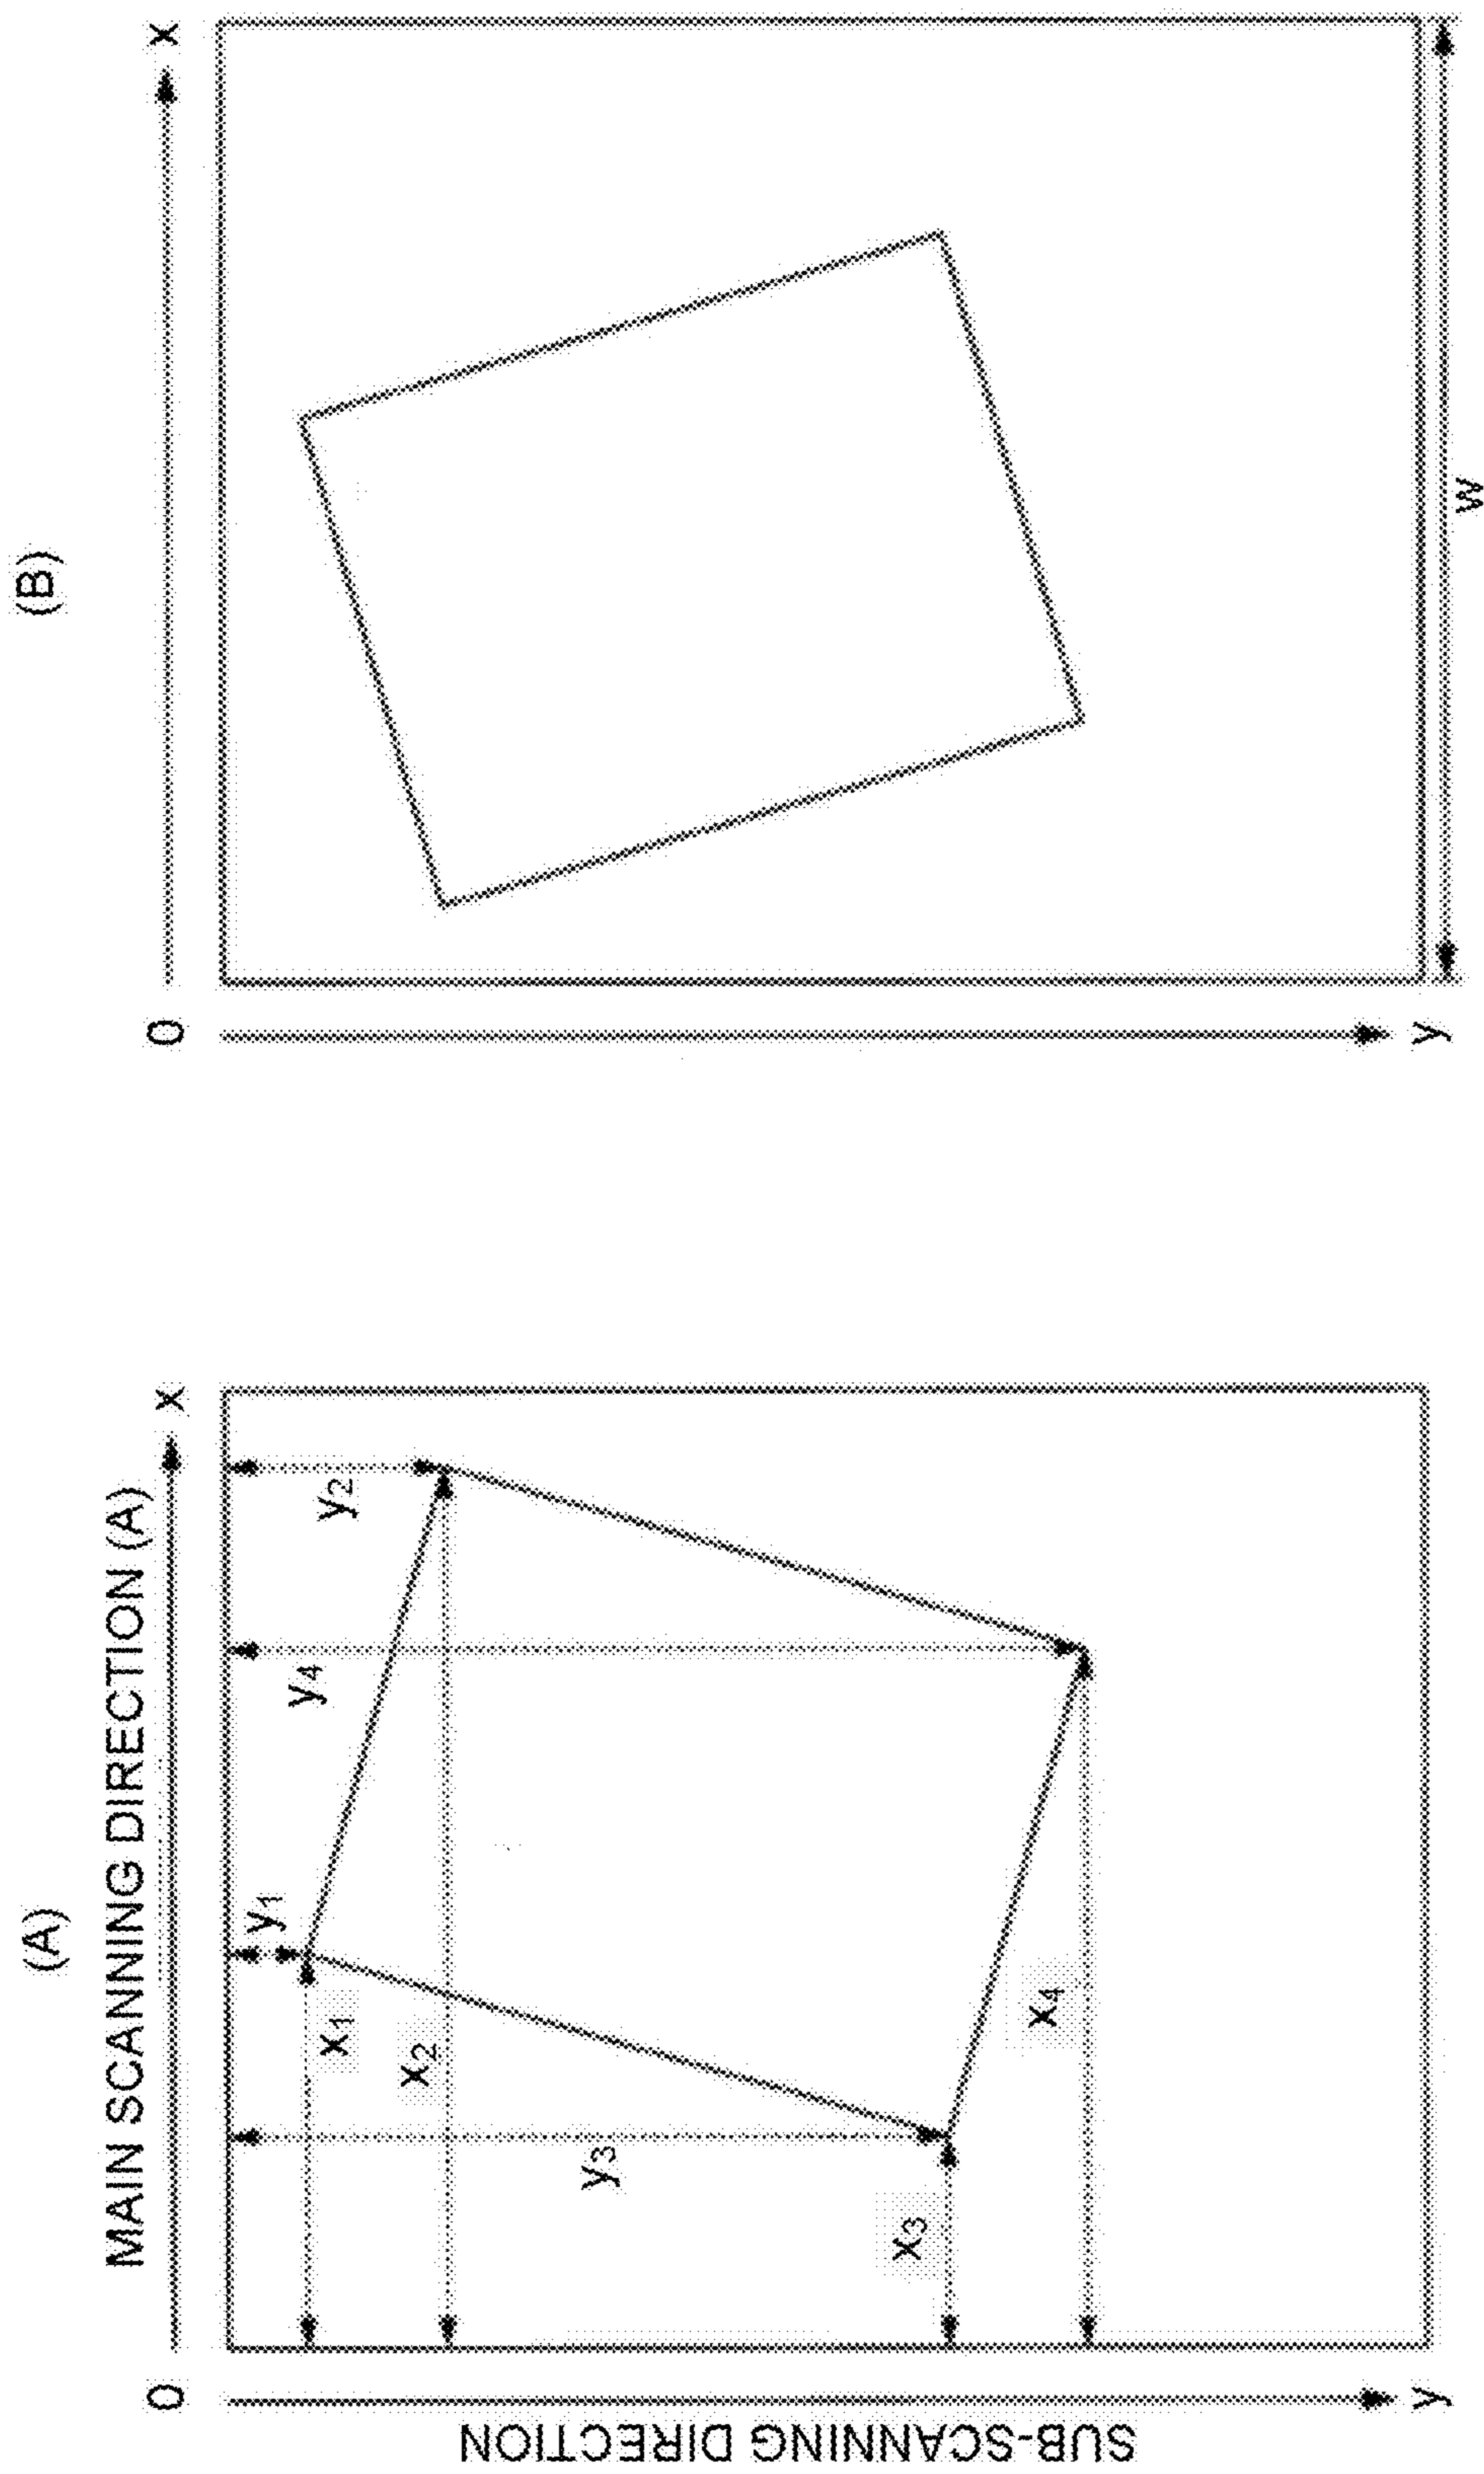 (A)
MAIN SCANNING DIRECTION (A)
0
x
y₁
y₂
y₄
x₁
x₂
y₃
x₃
x₄
SUB-SCANNING DIRECTION
y
(B)
0
x
y
w